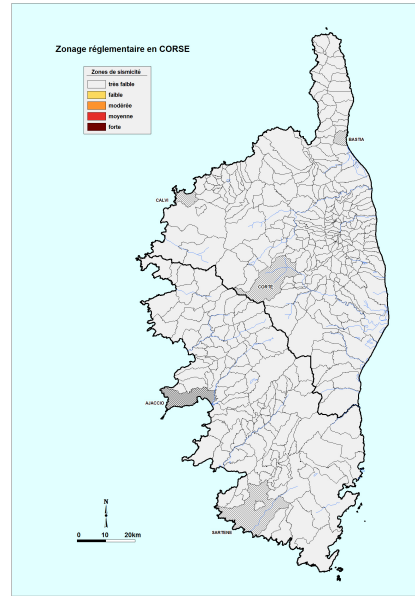 Zonage réglementaire en CORSE
Zones de sismicité
très faible
faible
modérée
moyenne
forte
BASTIA
CALVI
CORTE
AJACCIO
SARTENE
N
0 10 20km